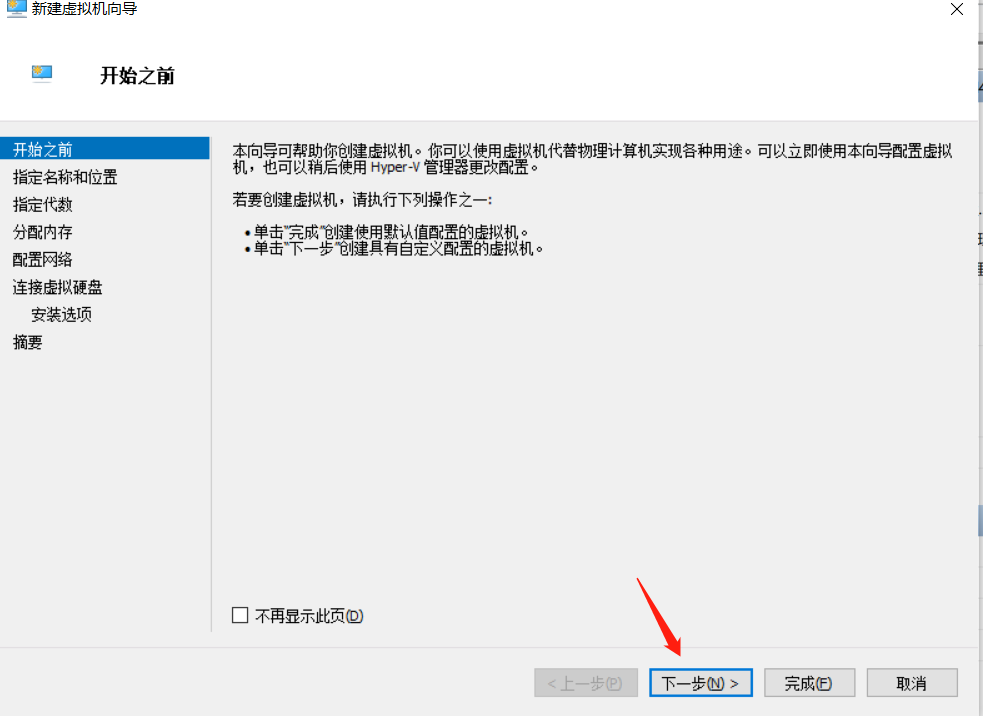 新建虚拟机向导
开始之前
开始之前
指定名称和位置
指定代数
分配内存
配置网络
连接虚拟硬盘
安装选项
摘要
本向导可帮助你创建虚拟机。你可以使用虚拟机代替物理计算机实现各种用途。可以立即使用本向导配置虚拟
机，也可以稍后使用 Hyper-V 管理器更改配置。
若要创建虚拟机，请执行下列操作之一:
•单击"完成"创建使用默认值配置的虚拟机。
•单击"下一步"创建具有自定义配置的虚拟机。
不再显示此页(D)
< 上一步(P)
下一步(N) >
完成(F)
取消